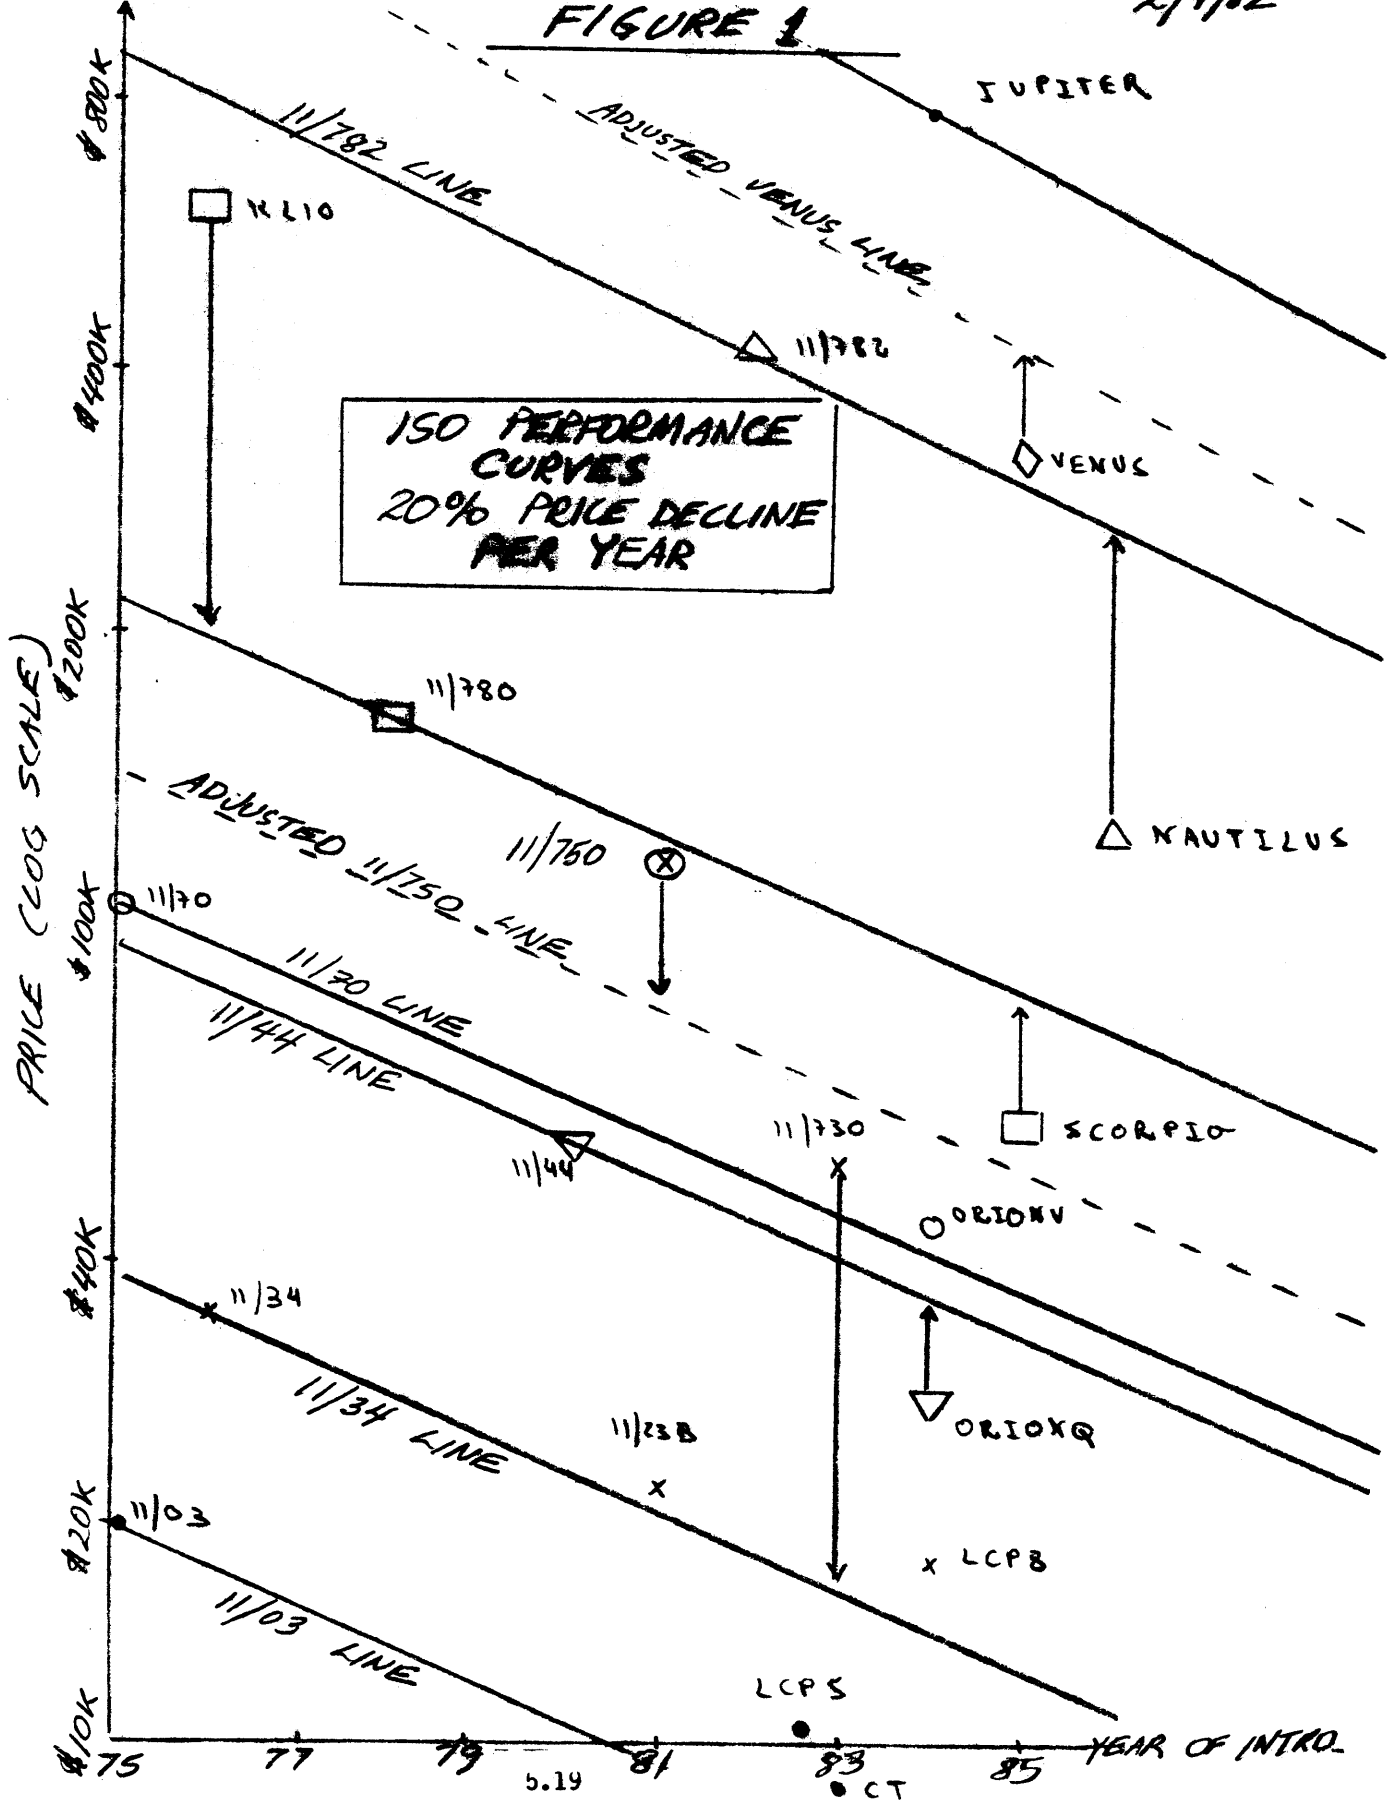 FIGURE 1
JUPITER
$800K
11/782 LINE
ADJUSTED VENUS LINE
KL10
$400K
11/782
ISO PERFORMANCE
CURVES
20% PRICE DECLINE
PER YEAR
VENUS
$200K
11/780
PRICE (LOG SCALE)
ADJUSTED 11/750 LINE
11/750
NAUTILUS
$100K
11/70
11/70 LINE
11/44 LINE
11/730
SCORPIO
11/44
ORIONV
$40K
11/34
11/34 LINE
11/23B
ORIONQ
$20K
11/03
LCPB
11/03 LINE
LCP5
$10K
YEAR OF INTRO.
75 77 79 81 83 85
5.19
CT